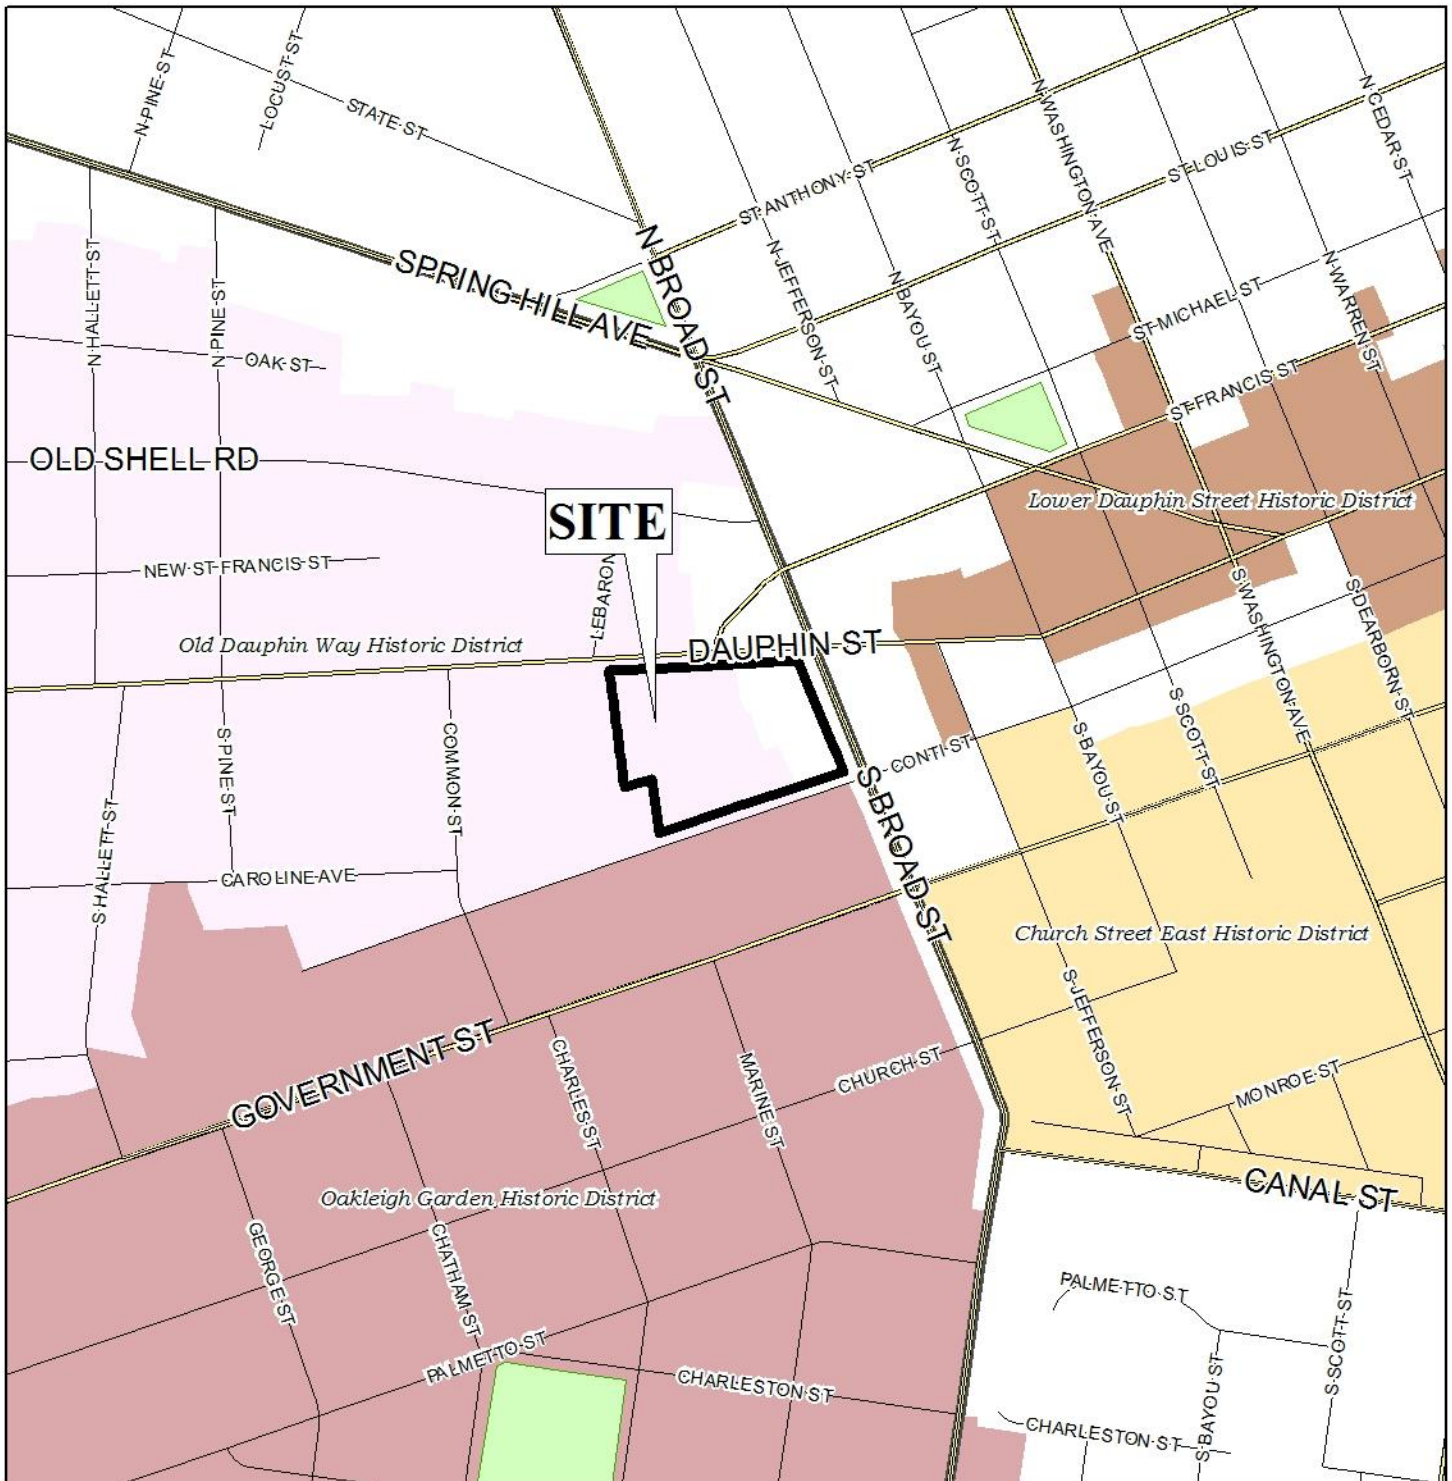 N PINE ST
LOCUST ST
STATE ST
N WASHINGTON AVE
N CEDAR ST
N SCOTT ST
ST LOUIS ST
ST ANTHONY ST
N HALLETT ST
N PINE ST
SPRING HILL AVE
N BROAD ST
N JEFFERSON ST
N BAYOU ST
ST MICHAEL ST
N WARREN ST
OAK ST
ST FRANCIS ST
OLD SHELL RD
Lower Dauphin Street Historic District
SITE
NEW ST FRANCIS ST
LEBARON
Old Dauphin Way Historic District
DAUPHIN ST
S WASHINGTON AVE
S DEARBORN ST
S PINE ST
COMMON ST
S HALLETT ST
CONTI ST
S BAYOU ST
S SCOTT ST
CAROLINE AVE
S BROAD ST
Church Street East Historic District
GOVERNMENT ST
CHARLES ST
MARINE ST
CHURCH ST
S JEFFERSON ST
MONROE ST
Oakleigh Garden Historic District
CANAL ST
GEORGE ST
CHATHAM ST
PALMETTO ST
PALMETTO ST
CHARLESTON ST
S SCOTT ST
S BAYOU ST
CHARLESTON ST